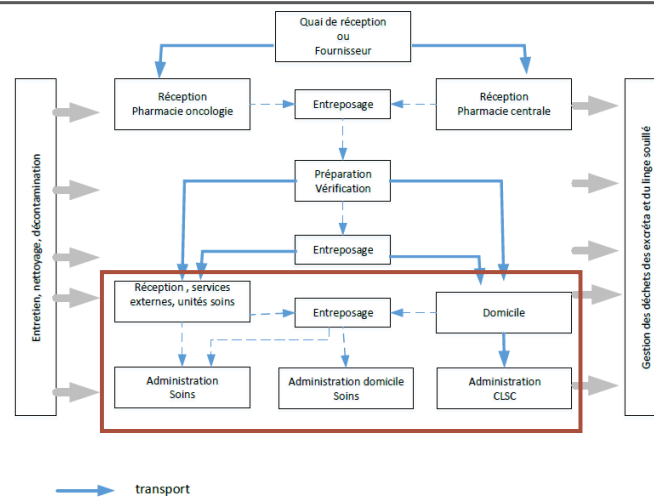 Quai de réception
ou
Fournisseur
Réception
Pharmacie oncologie
Entreposage
Réception
Pharmacie centrale
Préparation
Vérification
Entreposage
Réception , services
externes, unités soins
Entreposage
Domicile
Administration
Soins
Administration domicile
Soins
Administration
CLSC
Entretien, nettoyage, décontamination
Gestion des déchets des excréta et du linge souillé
transport